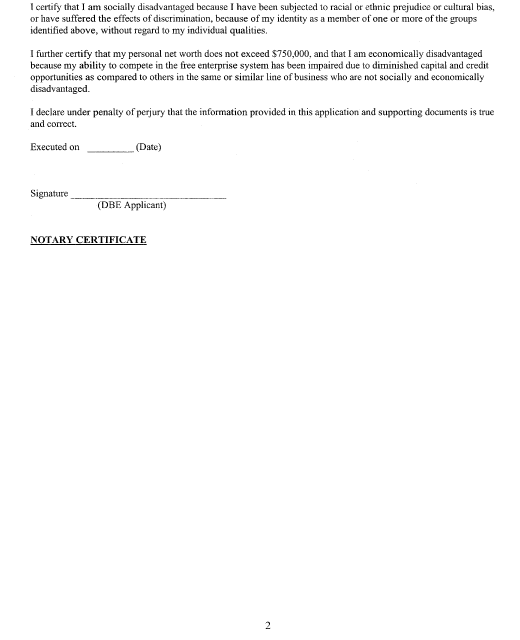 I certify that I am socially disadvantaged because I have been subjected to racial or ethnic prejudice or cultural bias,
or have suffered the effects of discrimination, because of my identity as a member of one or more of the groups
identified above, without regard to my individual qualities.
I further certify that my personal net worth does not exceed $750,000, and that I am economically disadvantaged
because my ability to compete in the free enterprise system has been impaired due to diminished capital and credit
opportunities as compared to others in the same or similar line of business who are not socially and economically
disadvantaged.
I declare under penalty of perjury that the information provided in this application and supporting documents is true
and correct.
Executed on _________ (Date)
Signature _______________________________
(DBE Applicant)
NOTARY CERTIFICATE
2